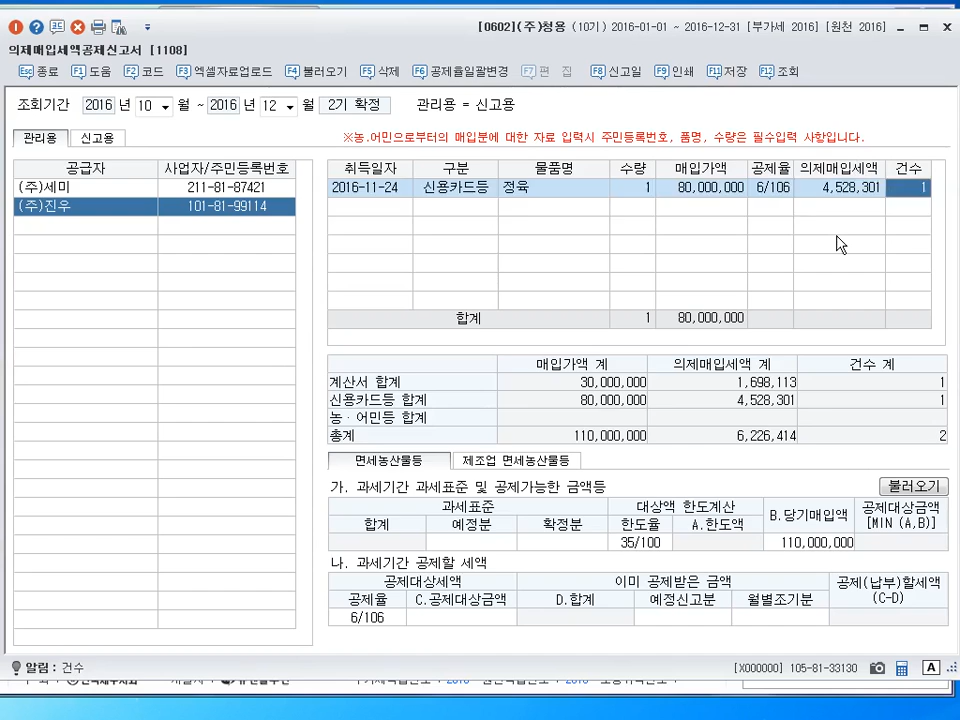 [0602](주)청룡 (10기) 2016-01-01 ~ 2016-12-31 [부가세 2016] [원천 2016]
의제매입세액공제신고서 [1108]
Esc 종료 F1 도움 F2 코드 F3 엑셀자료업로드 F4 불러오기 F5 삭제 F6 공제율일괄변경 F7 편 집 F8 신고일 F9 인쇄 F11 저장 F12 조회
조회기간 2016 년 10 월 ~ 2016 년 12 월 2기 확정 관리용 = 신고용
관리용 신고용 ※농.어민으로부터의 매입분에 대한 자료 입력시 주민등록번호, 품명, 수량은 필수입력 사항입니다.
공급자 사업자/주민등록번호
(주)세미 211-81-87421
(주)진우 101-81-99114
취득일자 구분 물품명 수량 매입가액 공제율 의제매입세액 건수
2016-11-24 신용카드등 정육 1 80,000,000 6/106 4,528,301 1
합계 1 80,000,000
매입가액 계 의제매입세액 계 건수 계
계산서 합계 30,000,000 1,698,113 1
신용카드등 합계 80,000,000 4,528,301 1
농·어민등 합계
총계 110,000,000 6,226,414 2
면세농산물등 제조업 면세농산물등
가. 과세기간 과세표준 및 공제가능한 금액등 불러오기
과세표준 대상액 한도계산 B.당기매입액 공제대상금액
합계 예정분 확정분 한도율 A.한도액 [MIN (A,B)]
35/100 110,000,000
나. 과세기간 공제할 세액
공제대상세액 이미 공제받은 금액 공제(납부)할세액
공제율 C.공제대상금액 D.합계 예정신고분 월별조기분 (C-D)
6/106
알림 : 건수 [X000000] 105-81-33130 A